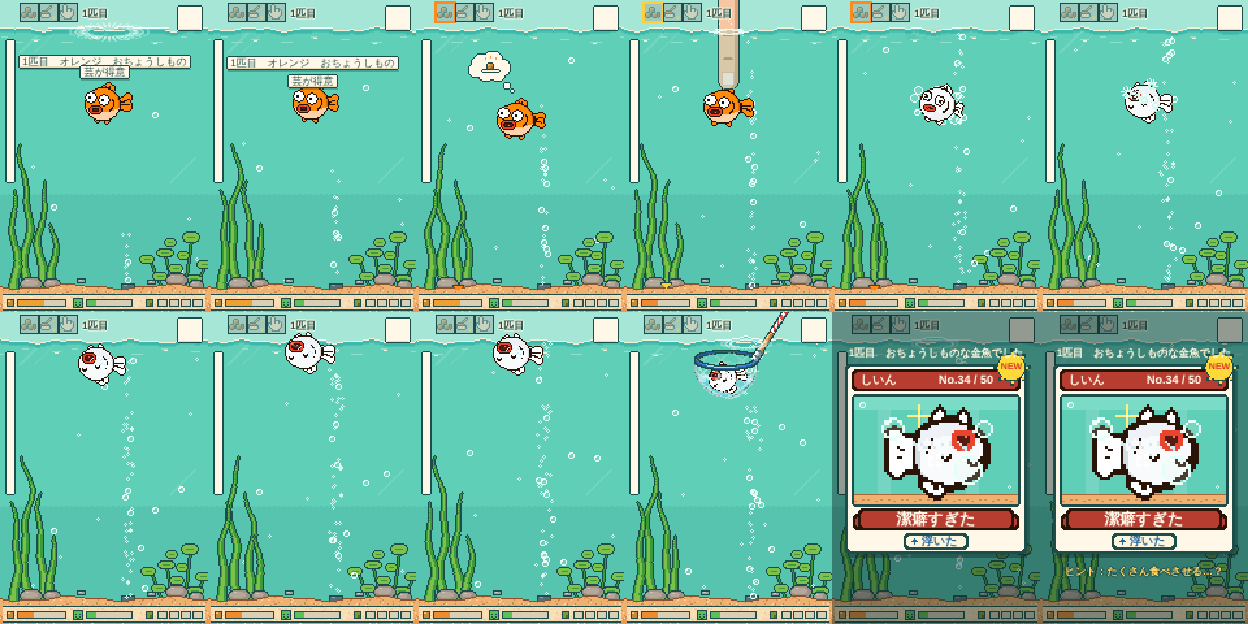 1匹目
1匹目
1匹目
1匹目
1匹目
1匹目
1匹目 オレンジ おちょうしもの
芸が得意
1匹目 オレンジ おちょうしもの
芸が得意
1匹目
1匹目
1匹目
1匹目
1匹目
1匹目
1匹目 おちょうしものな金魚でした
NEW
しいん No.34 / 50
潔癖すぎた
+ 浮いた
1匹目 おちょうしものな金魚でした
NEW
しいん No.34 / 50
潔癖すぎた
+ 浮いた
ヒント：たくさん食べさせる…？